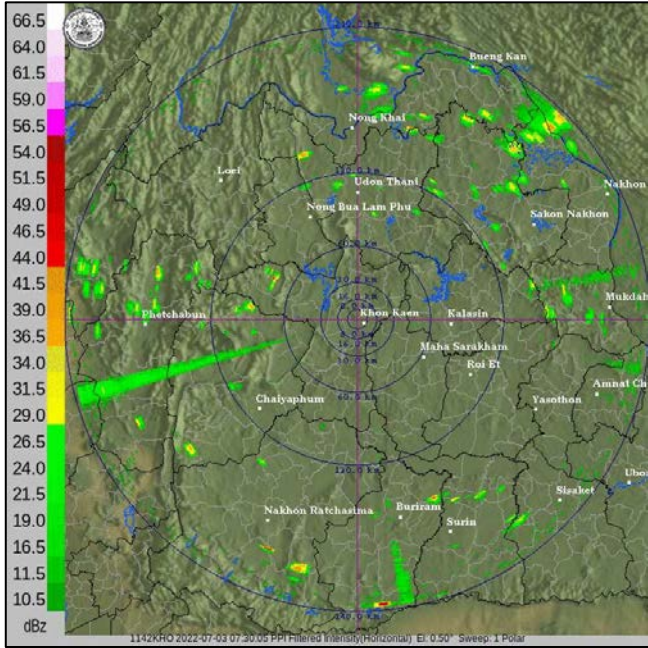 66.5
64.0
61.5
59.0
56.5
54.0
51.5
49.0
46.5
44.0
41.5
39.0
36.5
34.0
31.5
29.0
26.5
24.0
21.5
19.0
16.5
13.5
10.5
dBz
Bueng Kan
Nong Khai
Loei
Udon Thani
Nakhon
Nong Bua Lam Phu
Sakon Nakhon
Mukdah
Phetchabun
Khon Kaen
Kalasin
Maha Sarakham
Roi Et
Amnat Ch
Chaiyaphum
Yasothon
120.0 km
Ubo
Sisaket
Nakhon Ratchasima
Buriram
Surin
1142KHO 2022-07-03 07:30:05 PPI Filtered Intensity(Horizontal) El: 0.50° Sweep: 1 Polar